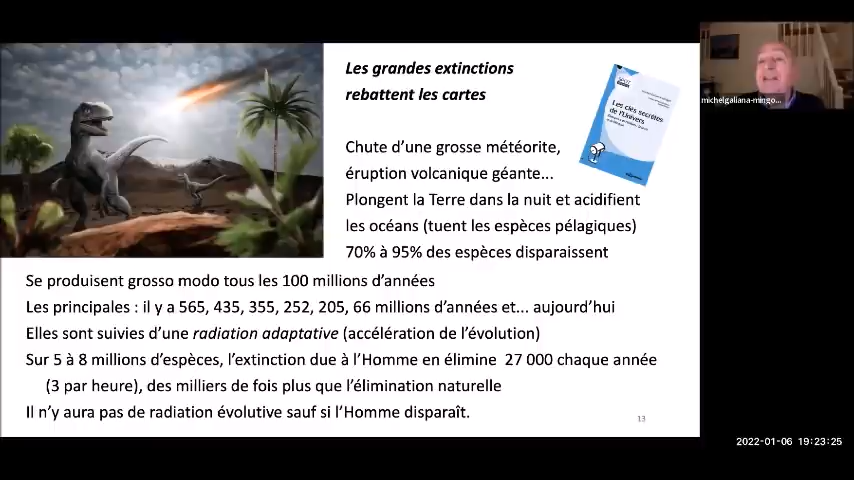 Les grandes extinctions
rebattent les cartes
Les clés secrètes
de l'Univers
michelgaliana-mingo...
Chute d'une grosse météorite,
éruption volcanique géante...
Plongent la Terre dans la nuit et acidifient
les océans (tuent les espèces pélagiques)
70% à 95% des espèces disparaissent
Se produisent grosso modo tous les 100 millions d'années
Les principales : il y a 565, 435, 355, 252, 205, 66 millions d'années et... aujourd'hui
Elles sont suivies d'une radiation adaptative (accélération de l'évolution)
Sur 5 à 8 millions d'espèces, l'extinction due à l'Homme en élimine 27 000 chaque année
(3 par heure), des milliers de fois plus que l'élimination naturelle
Il n'y aura pas de radiation évolutive sauf si l'Homme disparaît.
13
2022-01-06 19:23:25